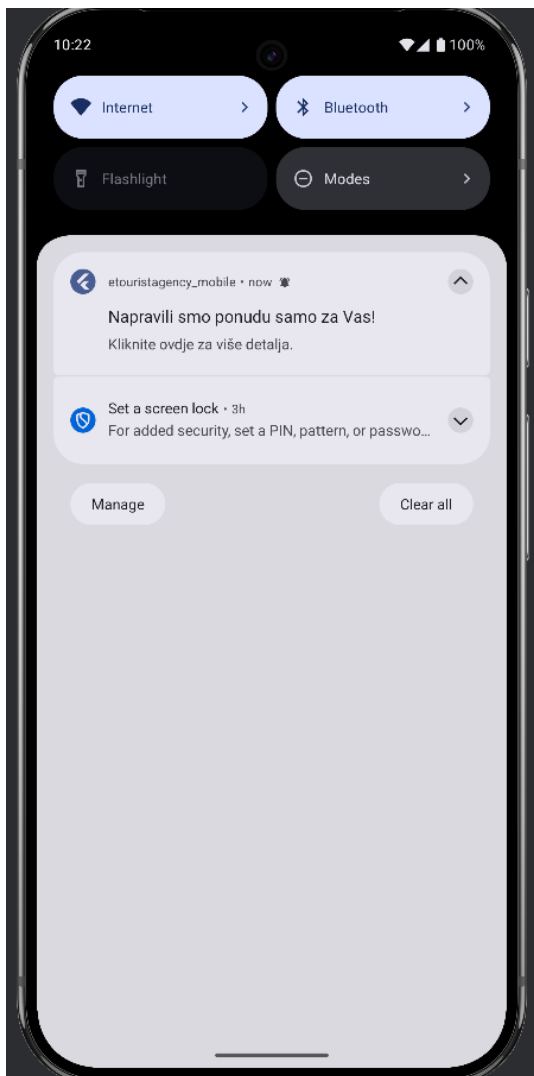 10:22
100%
Internet
Bluetooth
Flashlight
Modes
etouristagency_mobile • now
Napravili smo ponudu samo za Vas!
Kliknite ovdje za više detalja.
Set a screen lock • 3h
For added security, set a PIN, pattern, or passwo...
Manage
Clear all